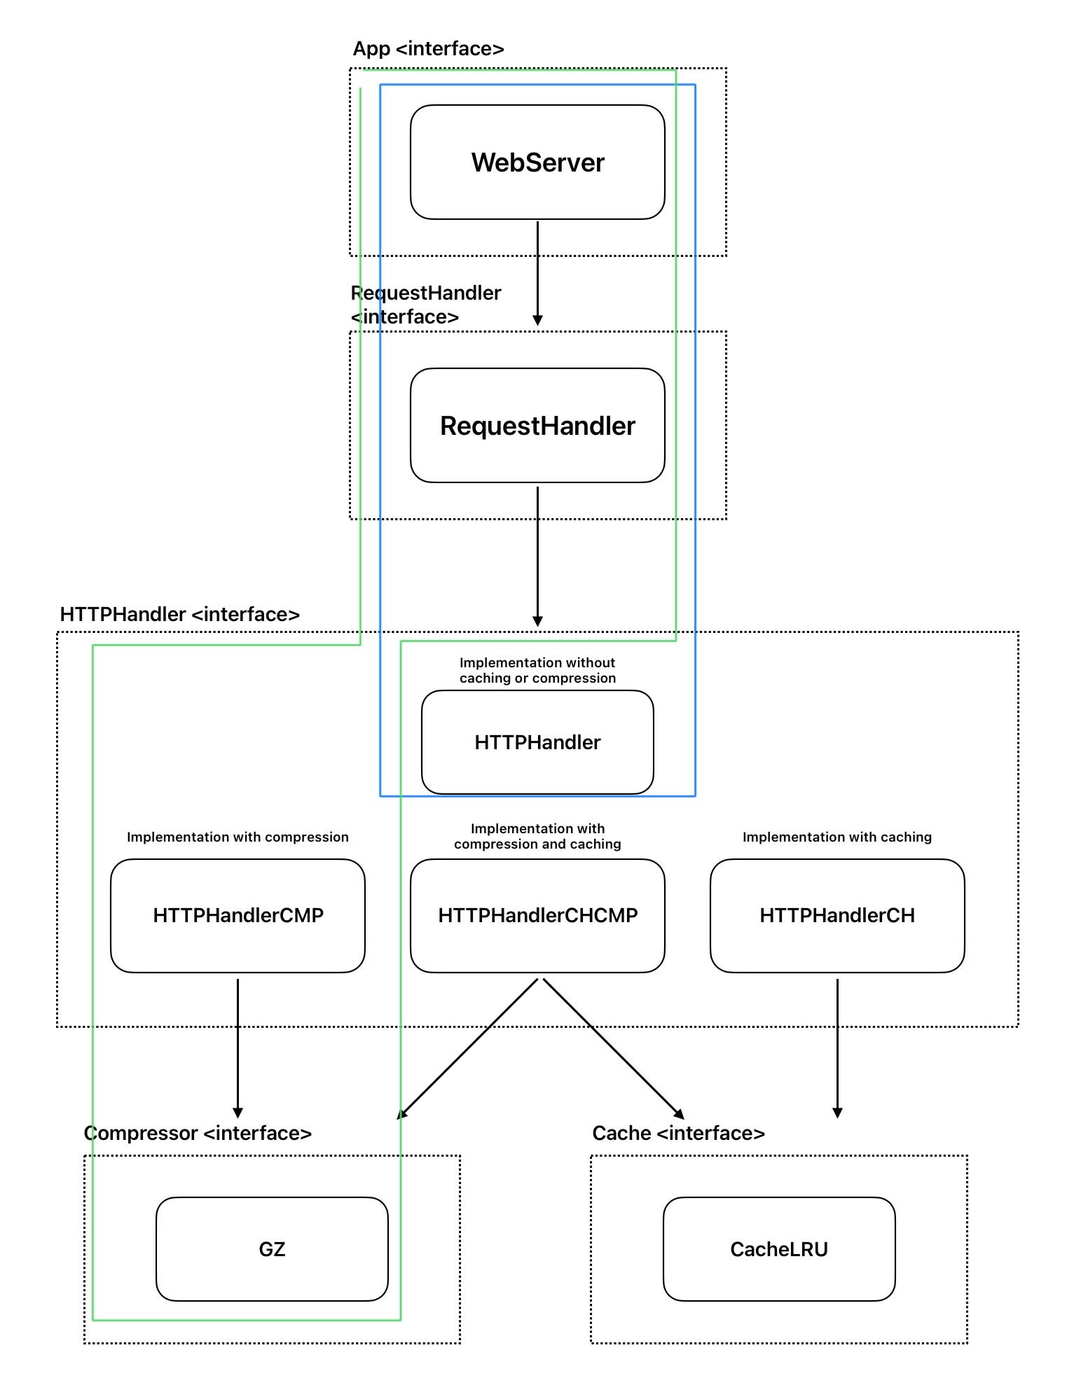 App <interface>
WebServer
RequestHandler
<interface>
RequestHandler
HTTPHandler <interface>
Implementation without
caching or compression
HTTPHandler
Implementation with compression
Implementation with
compression and caching
Implementation with caching
HTTPHandlerCMP
HTTPHandlerCHCMP
HTTPHandlerCH
Compressor <interface>
Cache <interface>
GZ
CacheLRU